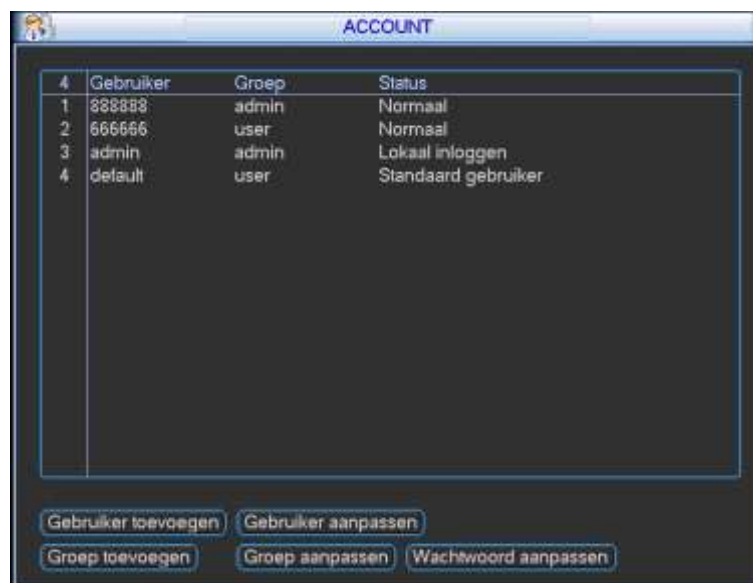 ACCOUNT
4 Gebruiker Groep Status
1 888888 admin Normaal
2 666666 user Normaal
3 admin admin Lokaal inloggen
4 default user Standaard gebruiker
Gebruiker toevoegen Gebruiker aanpassen
Groep toevoegen Groep aanpassen Wachtwoord aanpassen